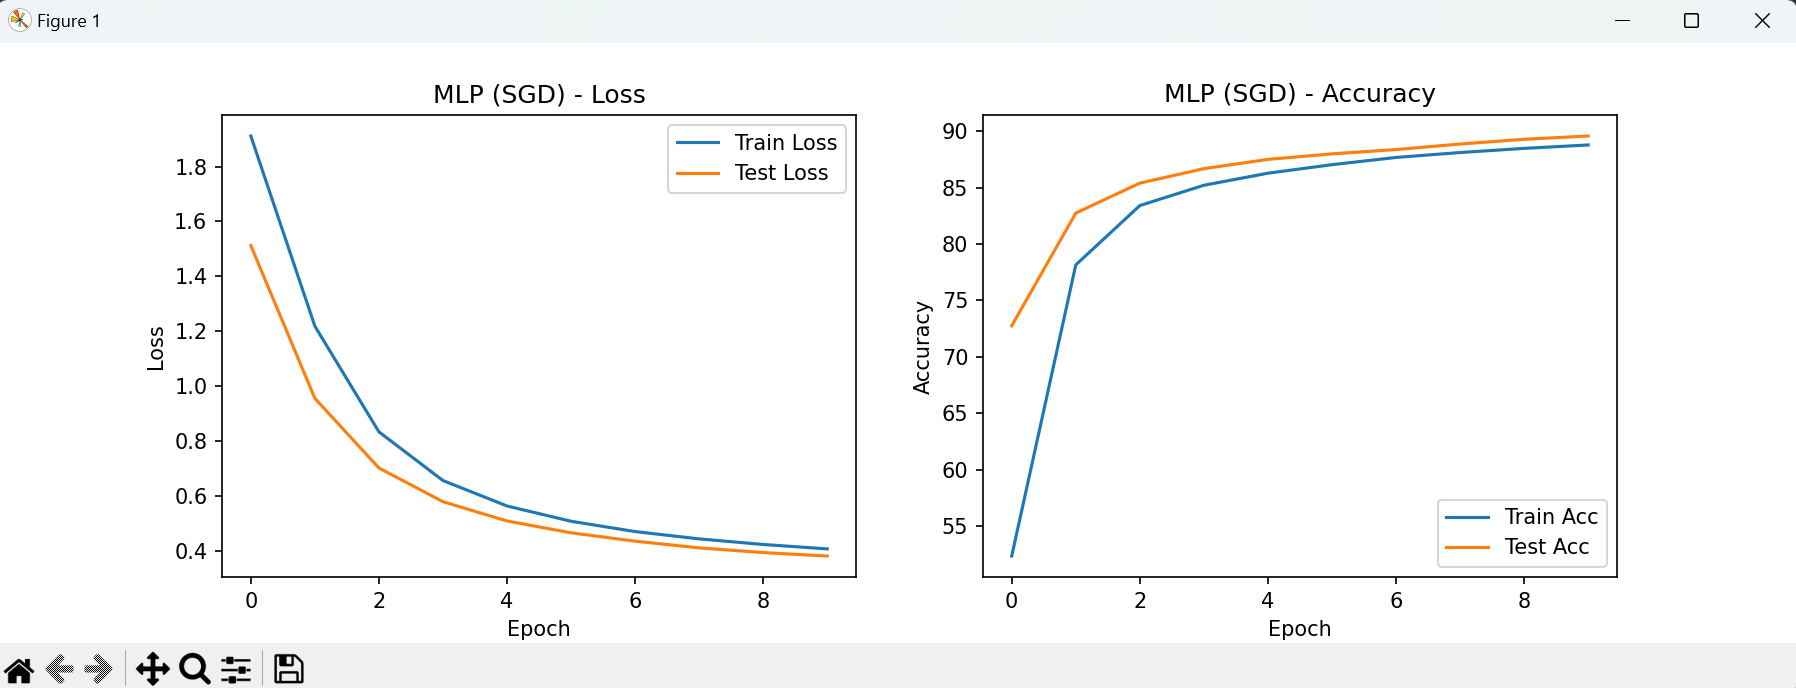 Figure 1
MLP (SGD) - Loss
Train Loss
Test Loss
1.8
1.6
1.4
1.2
1.0
0.8
0.6
0.4
Loss
0 2 4 6 8
Epoch
MLP (SGD) - Accuracy
90
85
80
75
70
65
60
55
Accuracy
Train Acc
Test Acc
0 2 4 6 8
Epoch